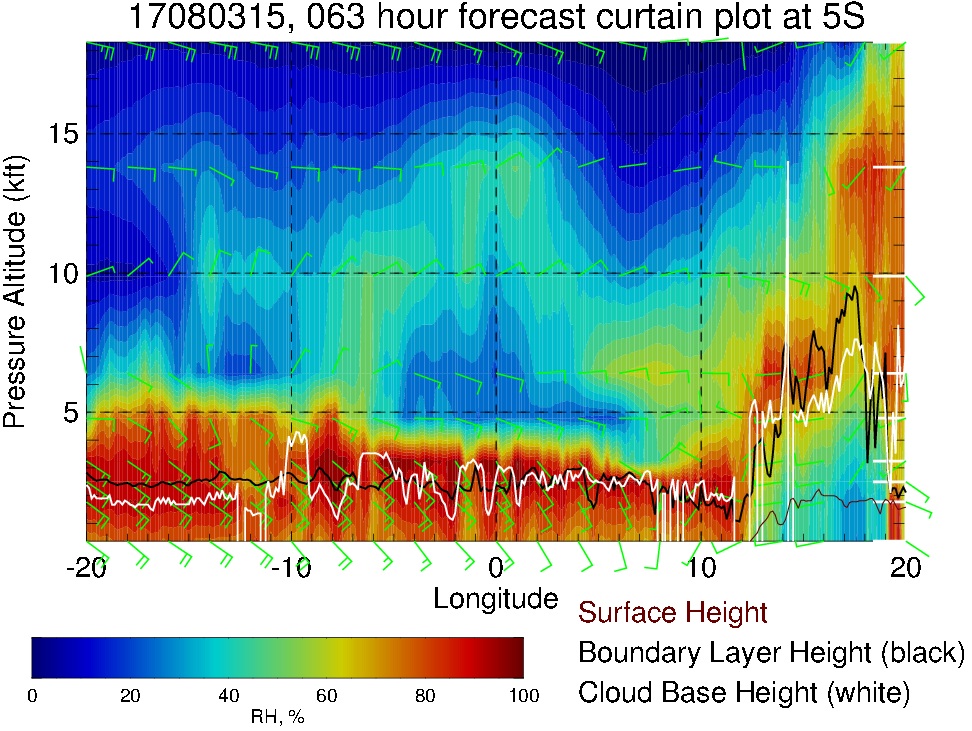 17080315, 063 hour forecast curtain plot at 5S
Pressure Altitude (kft)
15
10
5
-20 -10 0 10 20
Longitude
Surface Height
Boundary Layer Height (black)
Cloud Base Height (white)
0 20 40 60 80 100
RH, %